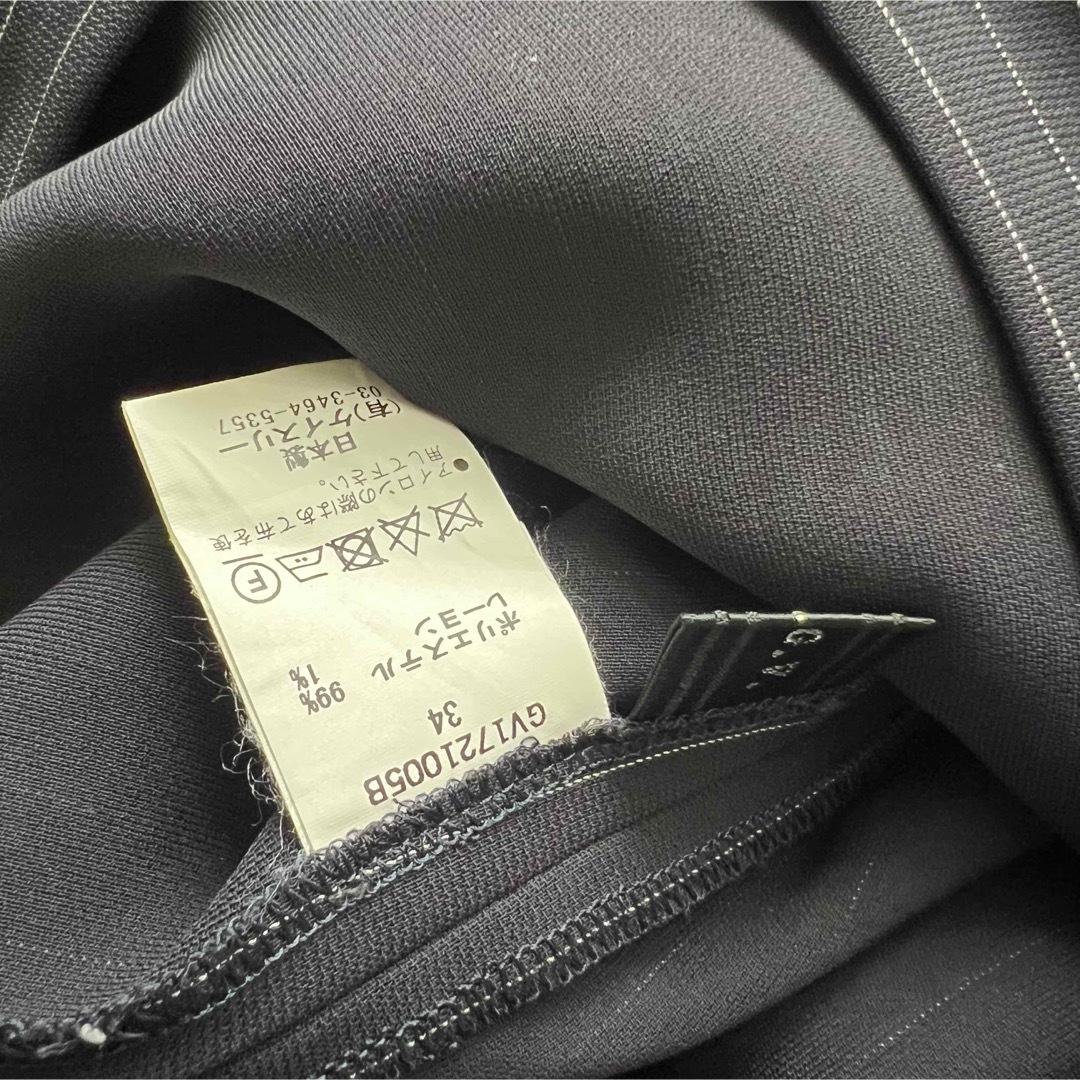 GV1721005B
34
ポリエステル 99%
レーヨン 1%
F
アイロンの際はあて布を使
用して下さい。
日本製
(有)ケイスリー
03-3464-5357
G.V.